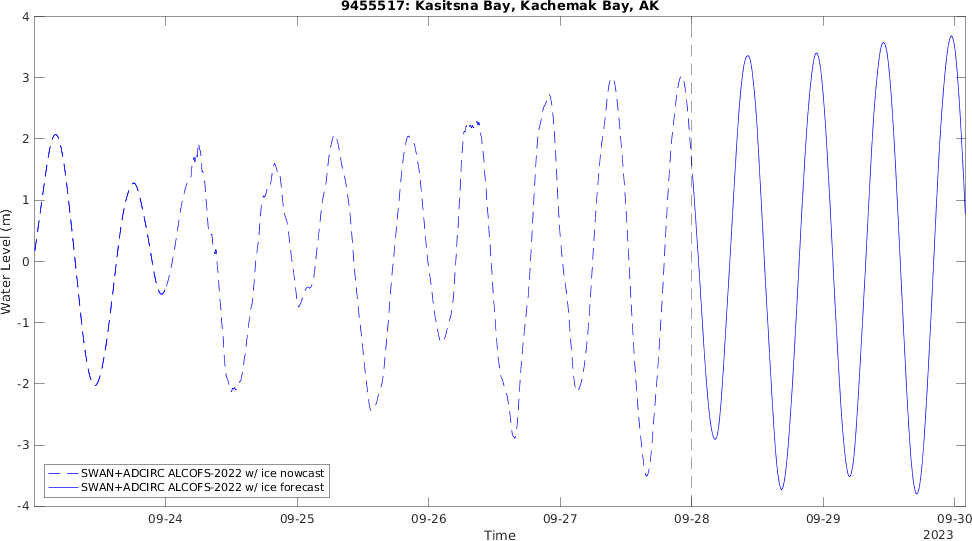 9455517: Kasitsna Bay, Kachemak Bay, AK
4
3
2
1
0
-1
-2
-3
-4
Water Level (m)
SWAN+ADCIRC ALCOFS-2022 w/ ice nowcast
SWAN+ADCIRC ALCOFS-2022 w/ ice forecast
09-24 09-25 09-26 09-27 09-28 09-29 09-30
Time
2023